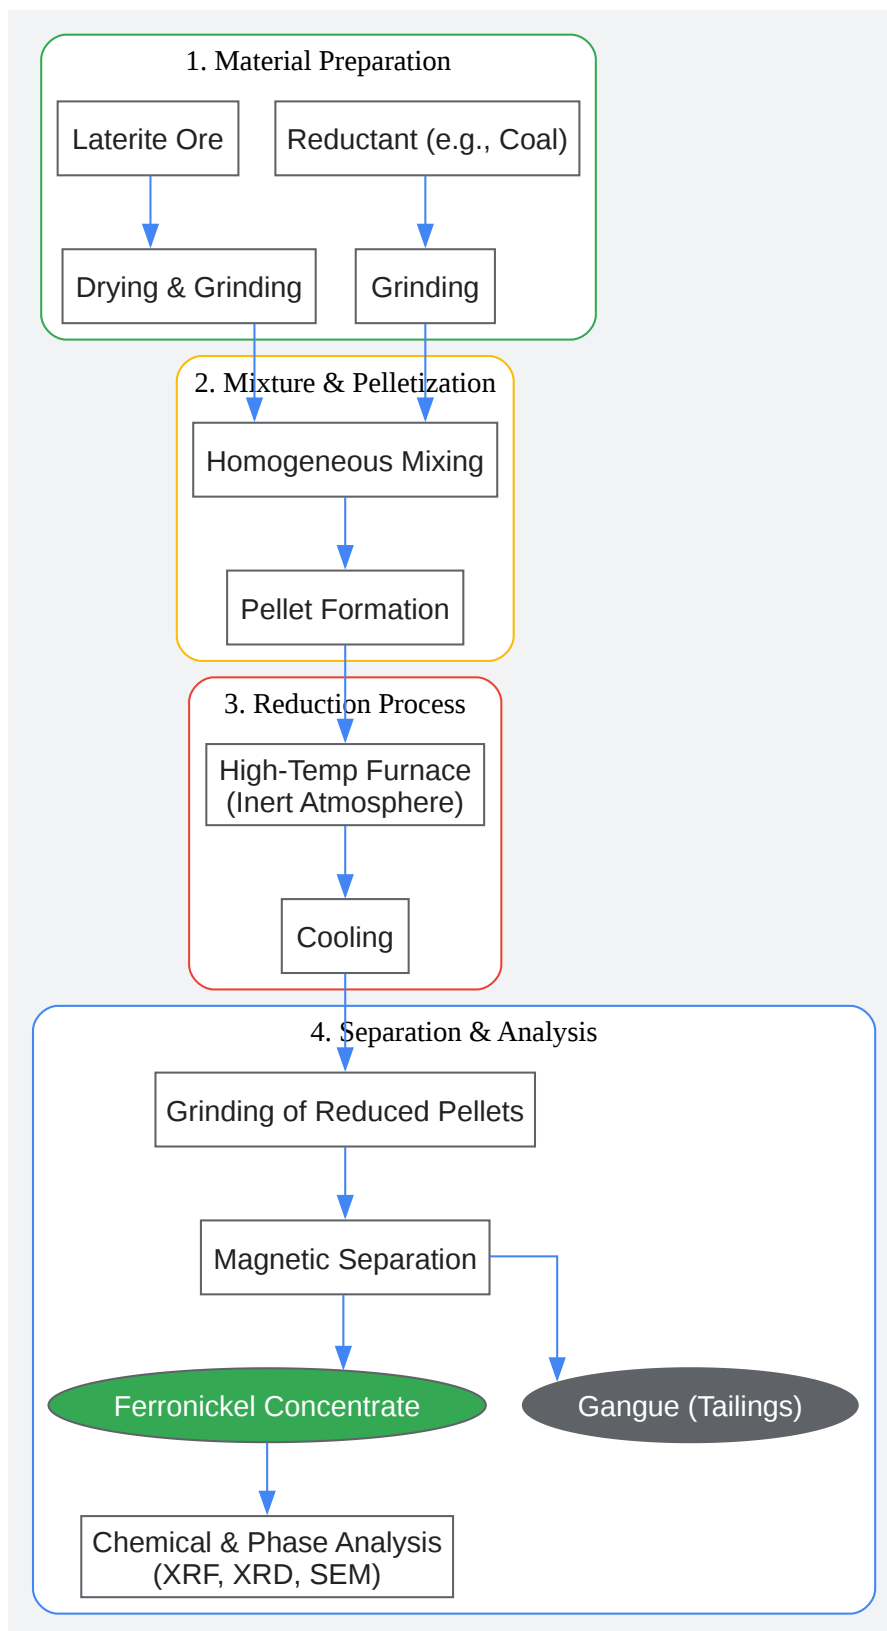 1. Material Preparation
Laterite Ore
Reductant (e.g., Coal)
Drying & Grinding
Grinding
2. Mixture & Pelletization
Homogeneous Mixing
Pellet Formation
3. Reduction Process
High-Temp Furnace
(Inert Atmosphere)
Cooling
4. Separation & Analysis
Grinding of Reduced Pellets
Magnetic Separation
Ferronickel Concentrate
Gangue (Tailings)
Chemical & Phase Analysis
(XRF, XRD, SEM)